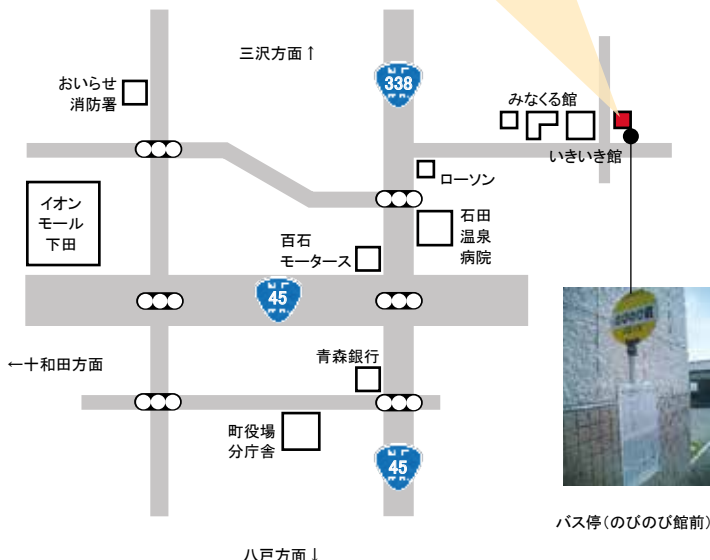 三沢方面↑
338
おいらせ
消防署
みなくる館
いきいき館
ローソン
イオン
モール
下田
石田
温泉
病院
百石
モータース
45
←十和田方面
青森銀行
町役場
分庁舎
45
バス停(のびのび館前)
八戸方面↓